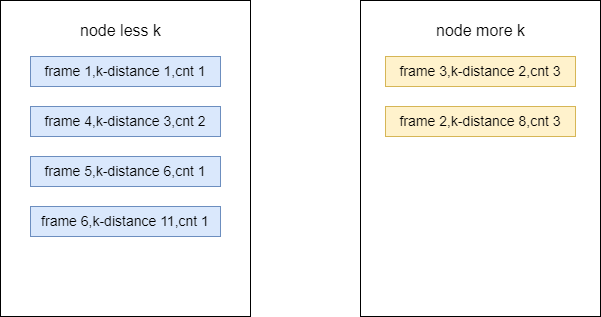 node less k
frame 1,k-distance 1,cnt 1
frame 4,k-distance 3,cnt 2
frame 5,k-distance 6,cnt 1
frame 6,k-distance 11,cnt 1
node more k
frame 3,k-distance 2,cnt 3
frame 2,k-distance 8,cnt 3